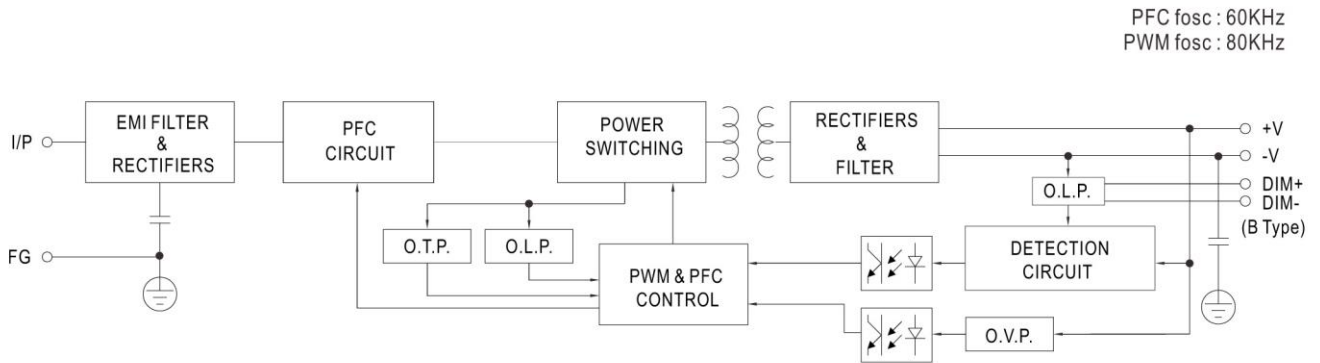 PFC fosc : 60KHz
PWM fosc : 80KHz
I/P
EMI FILTER
&
RECTIFIERS
PFC
CIRCUIT
POWER
SWITCHING
RECTIFIERS
&
FILTER
+V
-V
DIM+
DIM-
(B Type)
O.L.P.
FG
O.T.P.
O.L.P.
PWM & PFC
CONTROL
DETECTION
CIRCUIT
O.V.P.